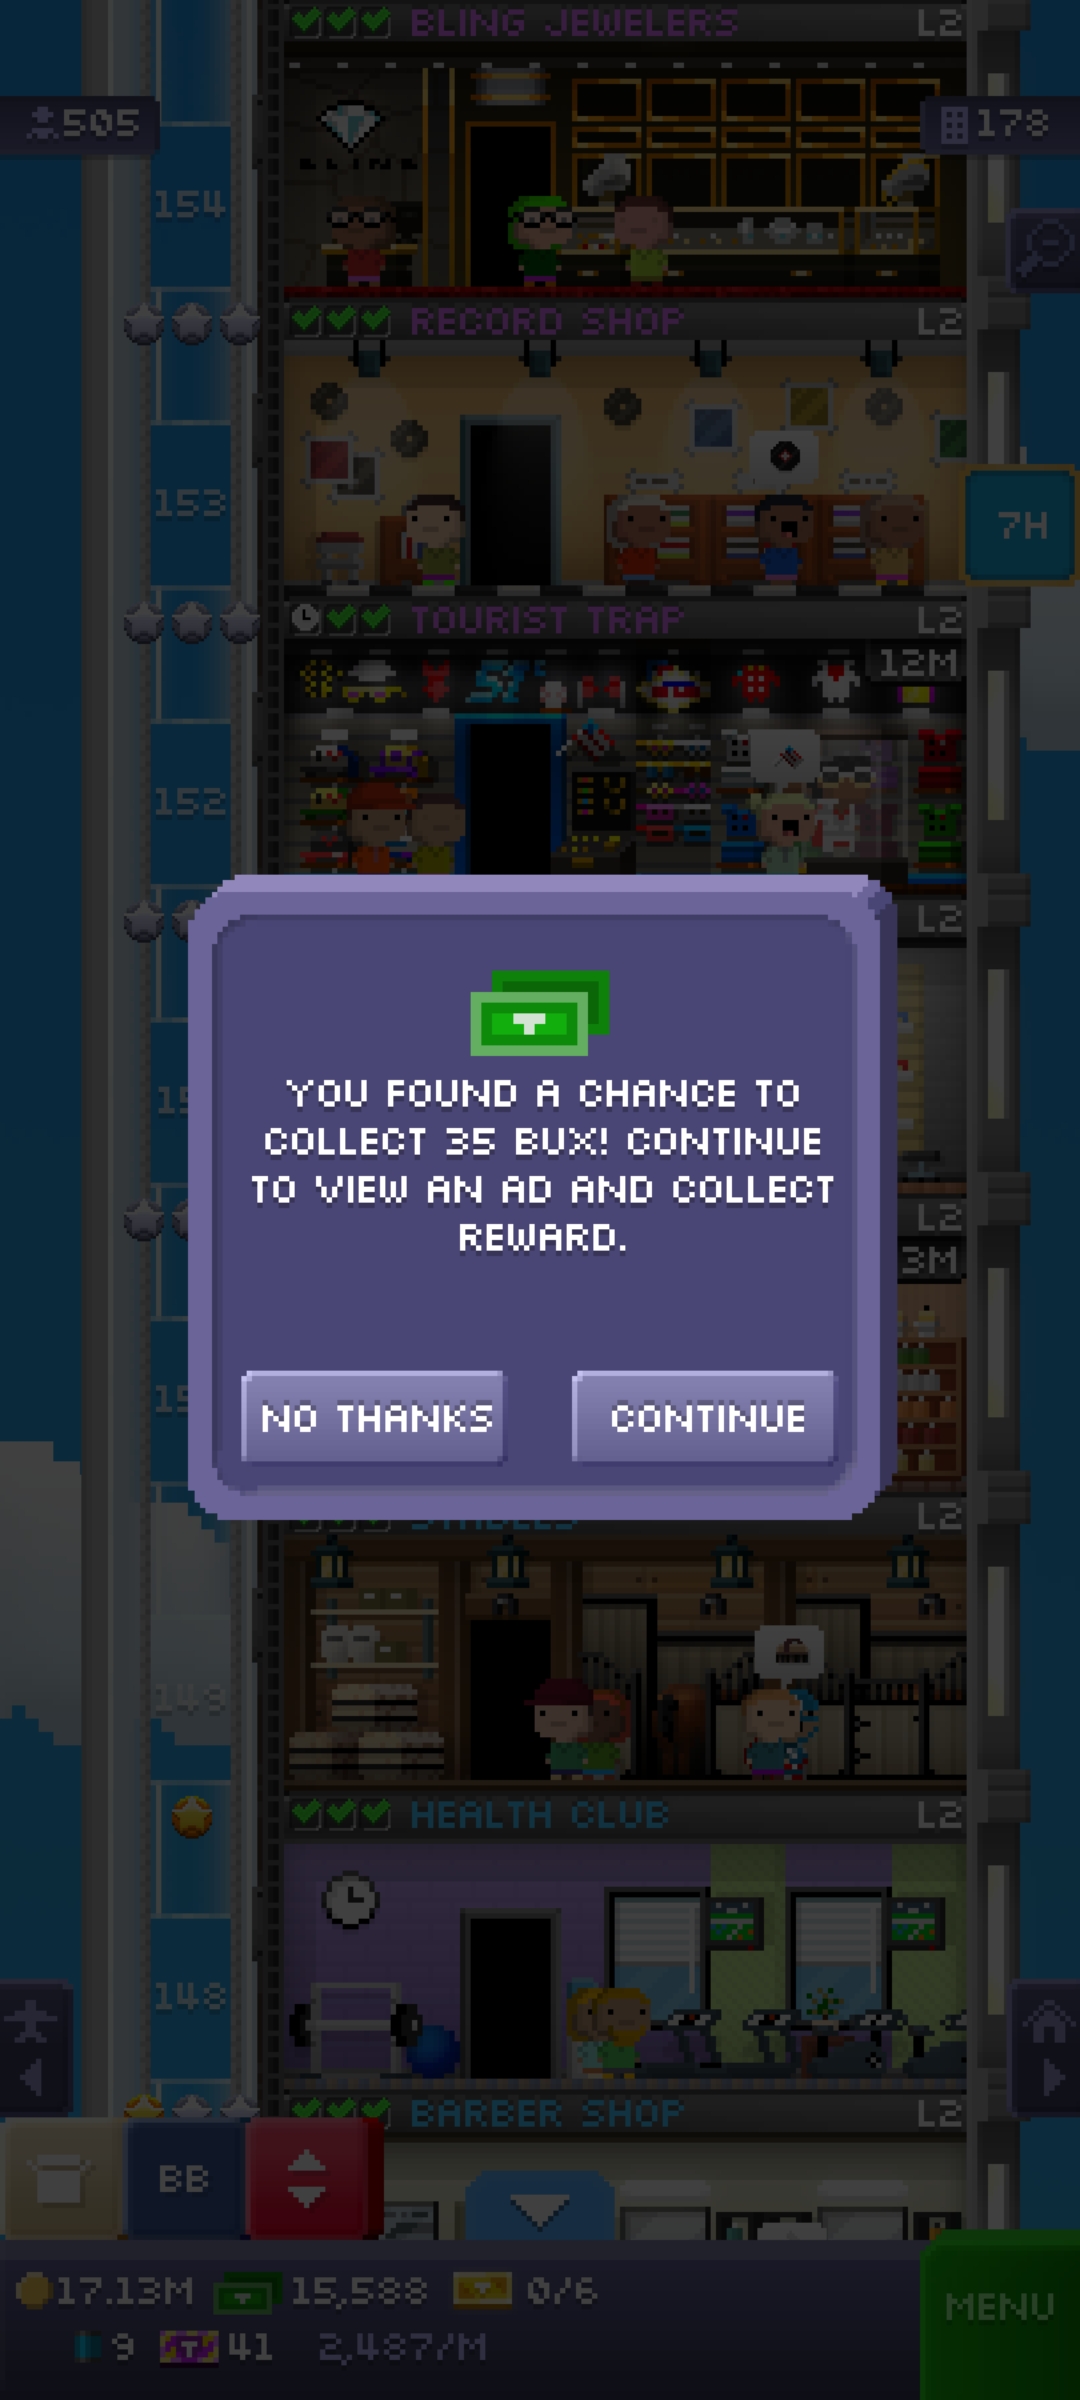 BLING JEWELERS L2
505
178
BLING
154
RECORD SHOP L2
153
7H
TOURIST TRAP L2
12M
152
L2
YOU FOUND A CHANCE TO
COLLECT 35 BUX! CONTINUE
TO VIEW AN AD AND COLLECT
REWARD.
L2
3M
NO THANKS
CONTINUE
L2
HEALTH CLUB L2
148
BARBER SHOP L2
BB
17.13M 15,588 0/6
MENU
9 41 2,487/M